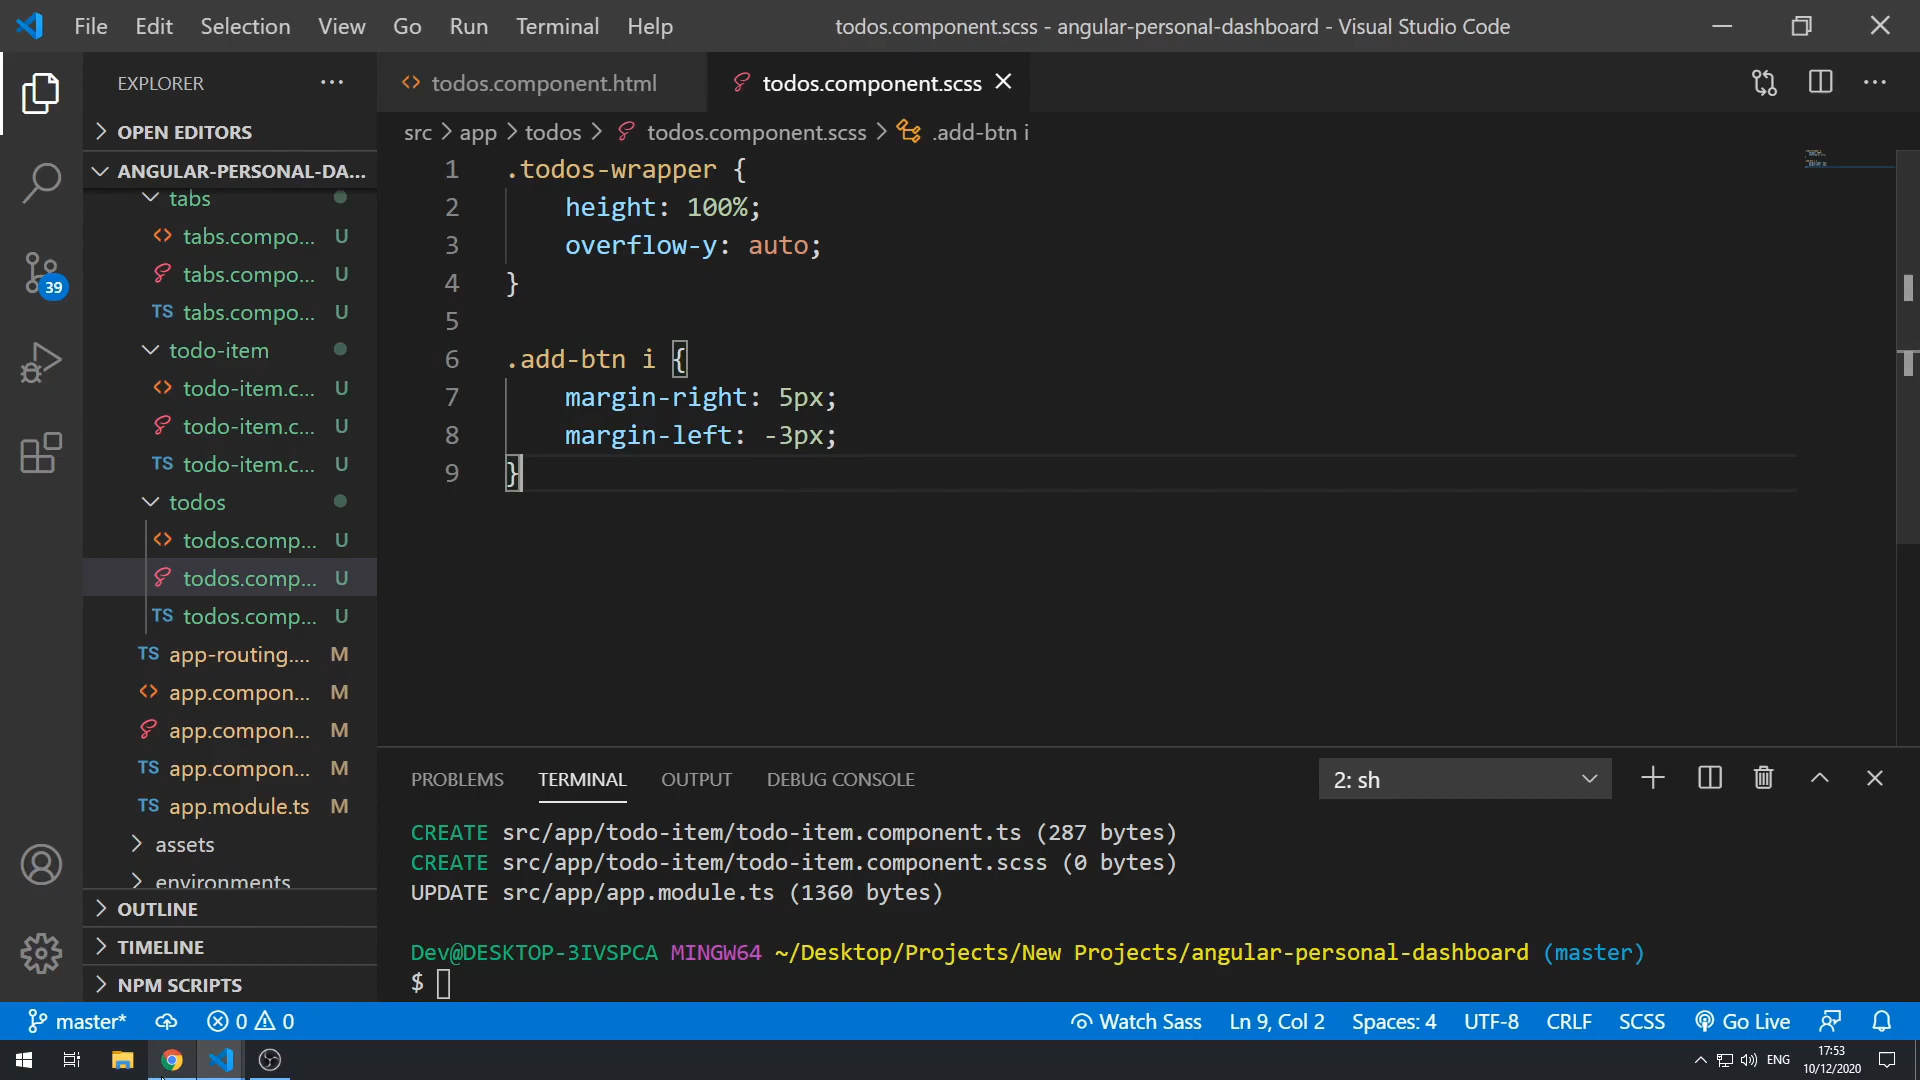 File Edit Selection View Go Run Terminal Help
todos.component.scss - angular-personal-dashboard - Visual Studio Code
EXPLORER
OPEN EDITORS
ANGULAR-PERSONAL-DA...
tabs
tabs.compo... U
tabs.compo... U
TS tabs.compo... U
todo-item
todo-item.c... U
todo-item.c... U
TS todo-item.c... U
todos
todos.comp... U
todos.comp... U
TS todos.comp... U
TS app-routing.... M
app.compon... M
app.compon... M
TS app.compon... M
TS app.module.ts M
assets
environments
OUTLINE
TIMELINE
NPM SCRIPTS
39
todos.component.html
todos.component.scss
src > app > todos > todos.component.scss > .add-btn i
1 .todos-wrapper {
2 height: 100%;
3 overflow-y: auto;
4 }
5
6 .add-btn i {
7 margin-right: 5px;
8 margin-left: -3px;
9 }
PROBLEMS TERMINAL OUTPUT DEBUG CONSOLE
2: sh
CREATE src/app/todo-item/todo-item.component.ts (287 bytes)
CREATE src/app/todo-item/todo-item.component.scss (0 bytes)
UPDATE src/app/app.module.ts (1360 bytes)
Dev@DESKTOP-3IVSPCA MINGW64 ~/Desktop/Projects/New Projects/angular-personal-dashboard (master)
$
master* 0 0
Watch Sass Ln 9, Col 2 Spaces: 4 UTF-8 CRLF SCSS Go Live
ENG
17:53
10/12/2020